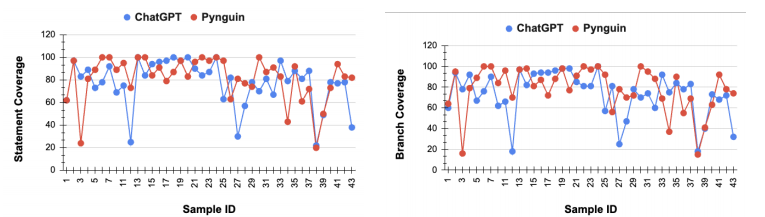 ChatGPT Pynguin
Statement Coverage
120
100
80
60
40
20
0
1 3 5 7 9 11 13 15 17 19 21 23 25 27 29 31 33 35 37 39 41 43
Sample ID
ChatGPT Pynguin
Branch Coverage
120
100
80
60
40
20
0
1 3 5 7 9 11 13 15 17 19 21 23 25 27 29 31 33 35 37 39 41 43
Sample ID